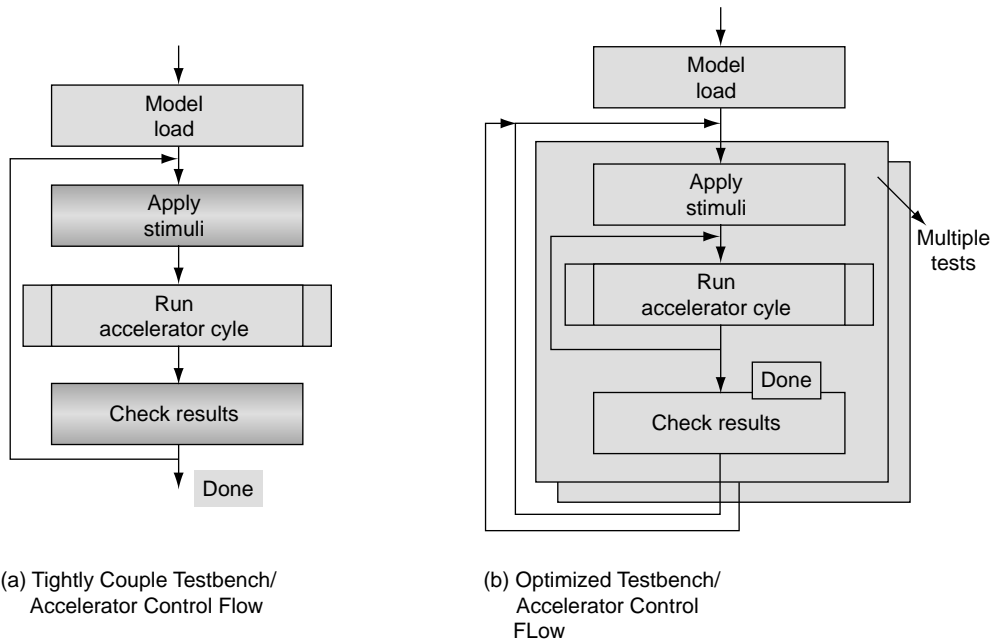 Model
load
Apply
stimuli
Run
accelerator cyle
Check results
Done
(a) Tightly Couple Testbench/
Accelerator Control Flow
Model
load
Apply
stimuli
Multiple
tests
Run
accelerator cyle
Done
Check results
(b) Optimized Testbench/
Accelerator Control
FLow